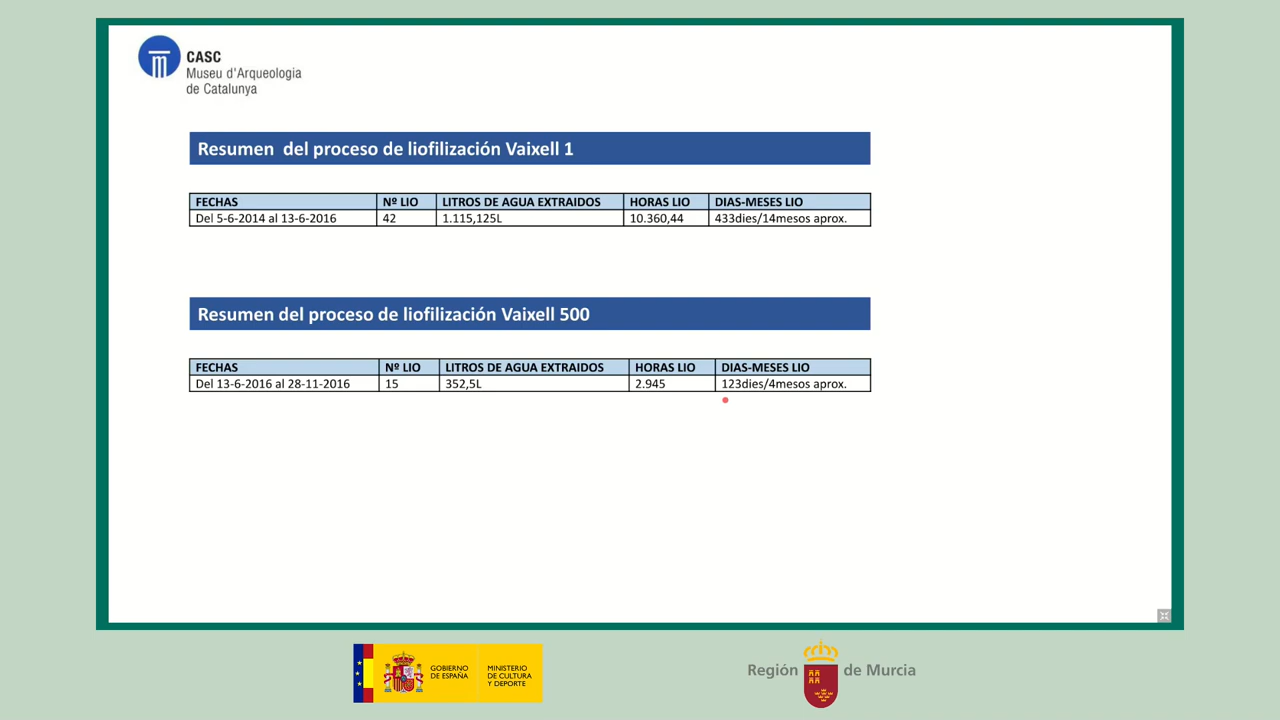 CASC
Museu d'Arqueologia
de Catalunya
Resumen del proceso de liofilización Vaixell 1
FECHAS Nº LIO LITROS DE AGUA EXTRAIDOS HORAS LIO DIAS-MESES LIO
Del 5-6-2014 al 13-6-2016 42 1.115,125L 10.360,44 433dies/14mesos aprox.
Resumen del proceso de liofilización Vaixell 500
FECHAS Nº LIO LITROS DE AGUA EXTRAIDOS HORAS LIO DIAS-MESES LIO
Del 13-6-2016 al 28-11-2016 15 352,5L 2.945 123dies/4mesos aprox.
GOBIERNO
DE ESPAÑA
MINISTERIO
DE CULTURA
Y DEPORTE
Región de Murcia